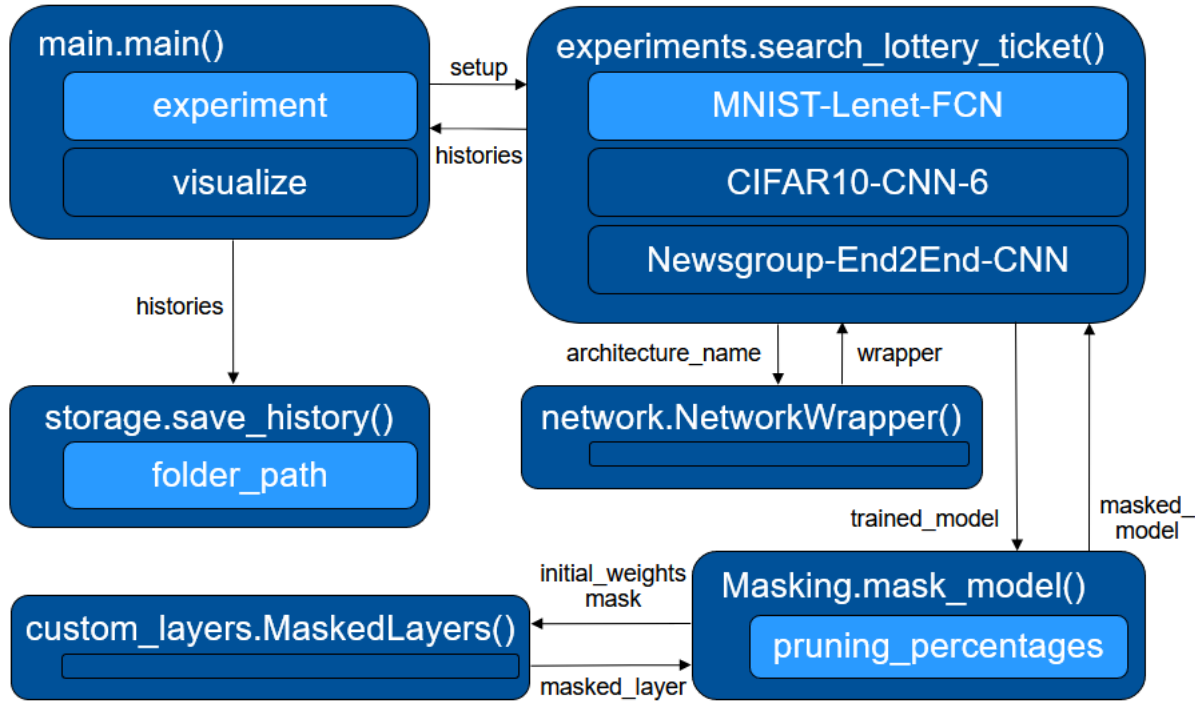 main.main()
experiment
visualize
setup
histories
experiments.search_lottery_ticket()
MNIST-Lenet-FCN
CIFAR10-CNN-6
Newsgroup-End2End-CNN
histories
architecture_name
wrapper
storage.save_history()
folder_path
network.NetworkWrapper()
trained_model
masked_
model
initial_weights
mask
custom_layers.MaskedLayers()
masked_layer
Masking.mask_model()
pruning_percentages